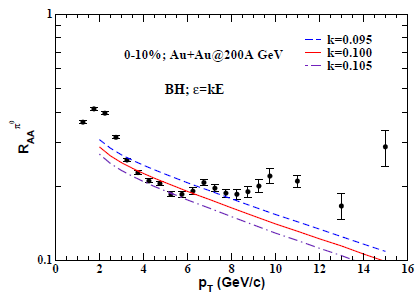 1
k=0.095
0-10%; Au+Au@200A GeV
k=0.100
k=0.105
BH; ε=kE
R_AA^π^0
0.1
0 2 4 6 8 10 12 14 16
p_T (GeV/c)